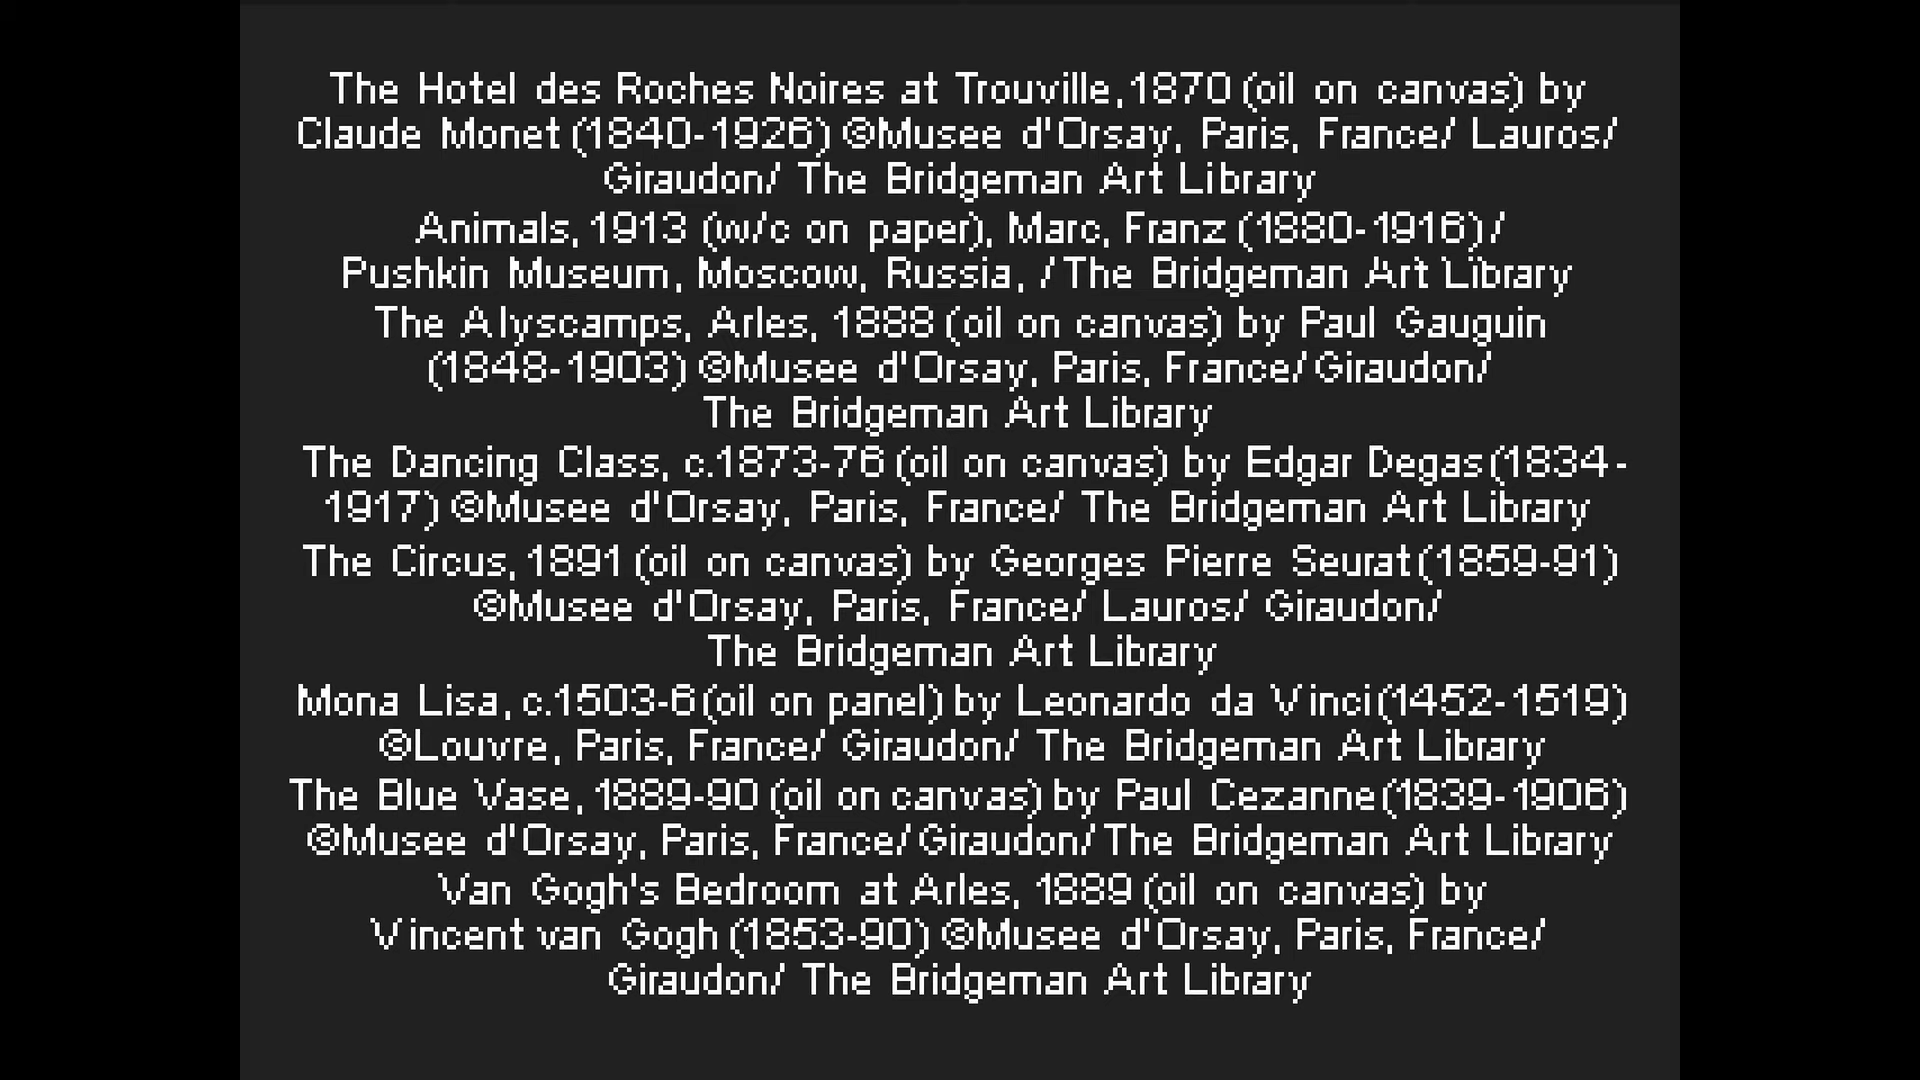 The Hotel des Roches Noires at Trouville,1870 (oil on canvas) by
Claude Monet (1840-1926) ©Musee d'Orsay, Paris, France/ Lauros/
Giraudon/ The Bridgeman Art Library
Animals, 1913 (w/c on paper), Marc, Franz (1880-1916)/
Pushkin Museum, Moscow, Russia, /The Bridgeman Art Library
The Alyscamps, Arles, 1888 (oil on canvas) by Paul Gauguin
(1848-1903) ©Musee d'Orsay, Paris, France/Giraudon/
The Bridgeman Art Library
The Dancing Class, c.1873-76 (oil on canvas) by Edgar Degas(1834-
1917) ©Musee d'Orsay, Paris, France/ The Bridgeman Art Library
The Circus, 1891 (oil on canvas) by Georges Pierre Seurat(1859-91)
©Musee d'Orsay, Paris, France/ Lauros/ Giraudon/
The Bridgeman Art Library
Mona Lisa, c.1503-6(oil on panel) by Leonardo da Vinci(1452-1519)
©Louvre, Paris, France/ Giraudon/ The Bridgeman Art Library
The Blue Vase, 1889-90 (oil on canvas) by Paul Cezanne(1839-1906)
©Musee d'Orsay, Paris, France/Giraudon/The Bridgeman Art Library
Van Gogh's Bedroom at Arles, 1889 (oil on canvas) by
Vincent van Gogh (1853-90) ©Musee d'Orsay, Paris, France/
Giraudon/ The Bridgeman Art Library